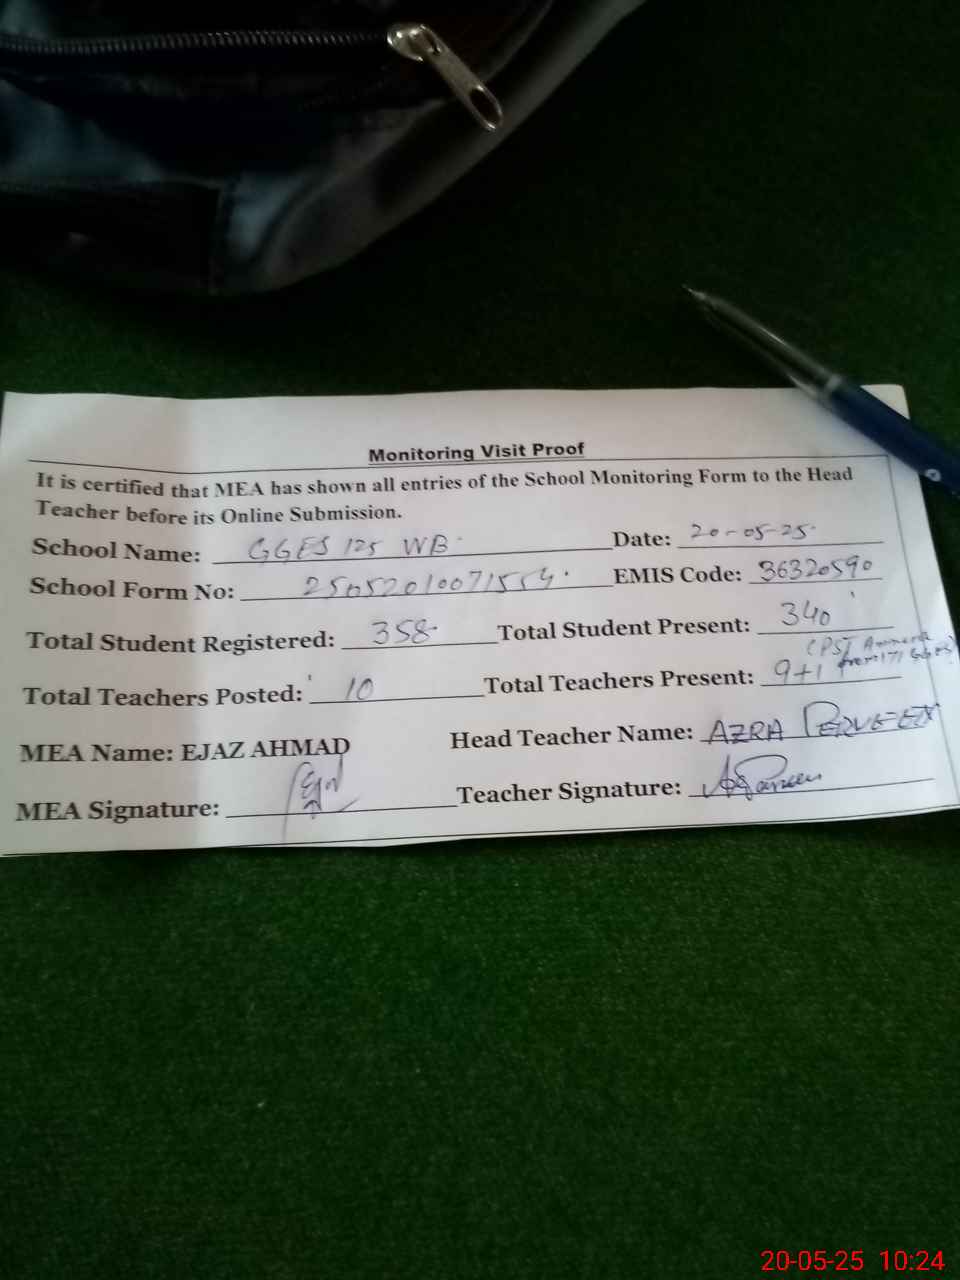 Monitoring Visit Proof
It is certified that MEA has shown all entries of the School Monitoring Form to the Head
Teacher before its Online Submission.
School Name: GGES 125 WB Date: 20-05-25
School Form No: EMIS Code: 36320590
Total Student Registered: 358 Total Student Present: 340
(PST from 171
Total Teachers Posted: 10 Total Teachers Present: 9+1
MEA Name: EJAZ AHMAD Head Teacher Name: AZRA PERVEEN
MEA Signature: Teacher Signature:
20-05-25 10:24